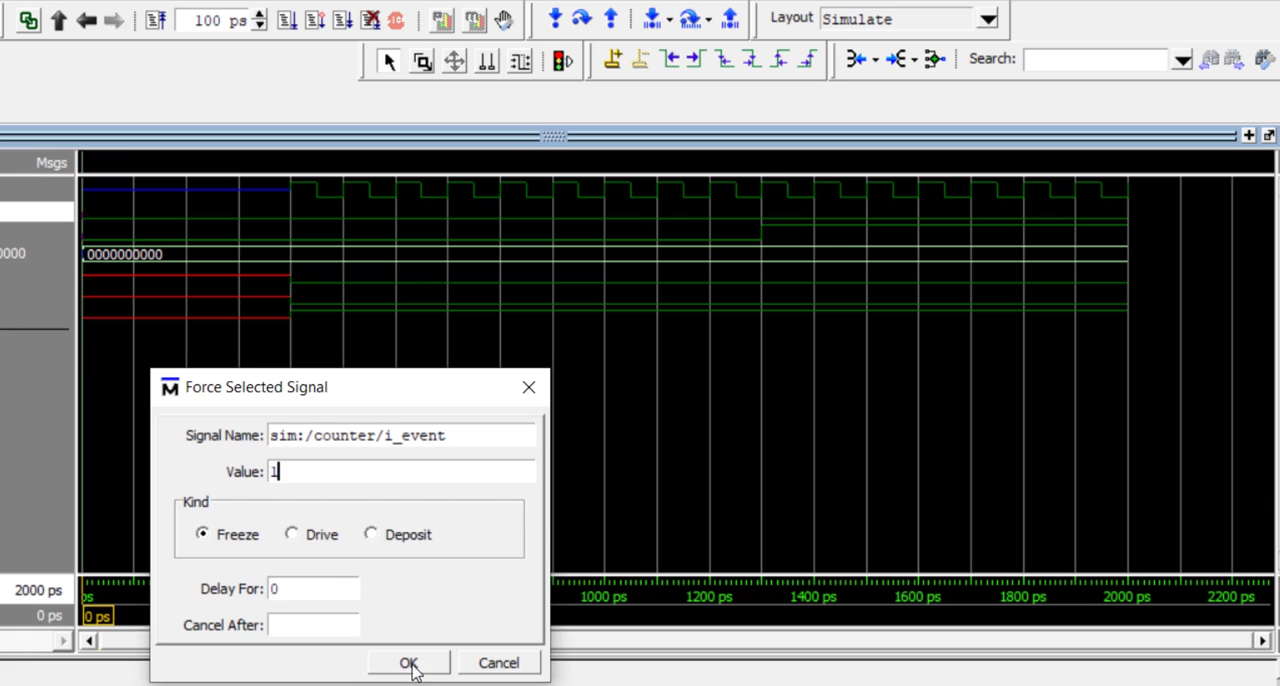 100 ps
Layout Simulate
Search:
Msgs
0000
0000000000
M Force Selected Signal
Signal Name: sim:/counter/i_event
Value: 1
Kind
Freeze Drive Deposit
Delay For: 0
Cancel After:
OK Cancel
2000 ps
ps
1000 ps 1200 ps 1400 ps 1600 ps 1800 ps 2000 ps 2200 ps
0 ps
0 ps